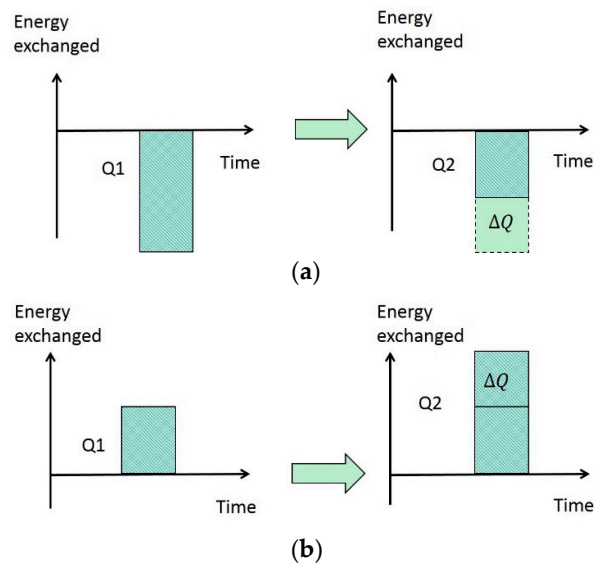 Energy
exchanged
Q1
Time
Energy
exchanged
Q2
Time
ΔQ
(a)
Energy
exchanged
Q1
Time
Energy
exchanged
ΔQ
Q2
Time
(b)